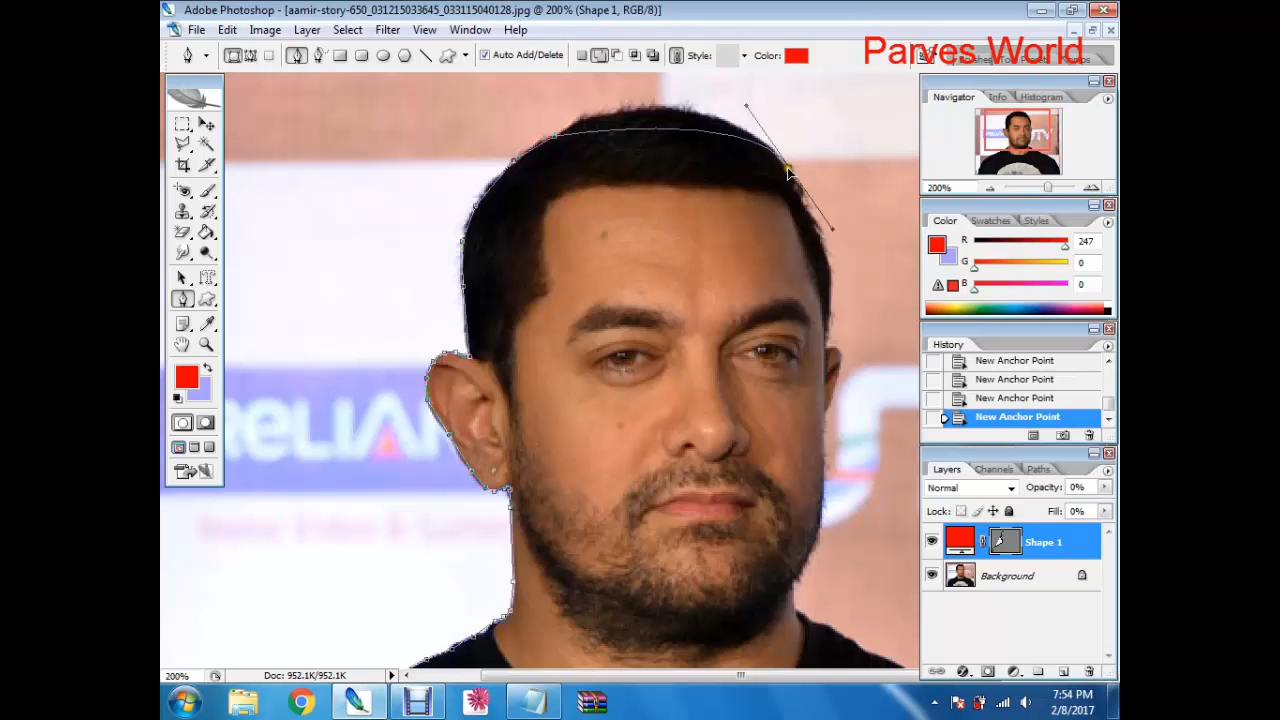 Adobe Photoshop - [aamir-story-650_031215033645_033115040128.jpg @ 200% (Shape 1, RGB/8)]
File Edit Image Layer Select Filter View Window Help
Auto Add/Delete Style: Color:
Parves World
Navigator Info Histogram
200%
Color Swatches Styles
R 247
G 0
B 0
History
New Anchor Point
New Anchor Point
New Anchor Point
New Anchor Point
Layers Channels Paths
Normal Opacity: 0%
Lock: Fill: 0%
Shape 1
Background
200% Doc: 952.1K/952.1K
7:54 PM
2/8/2017